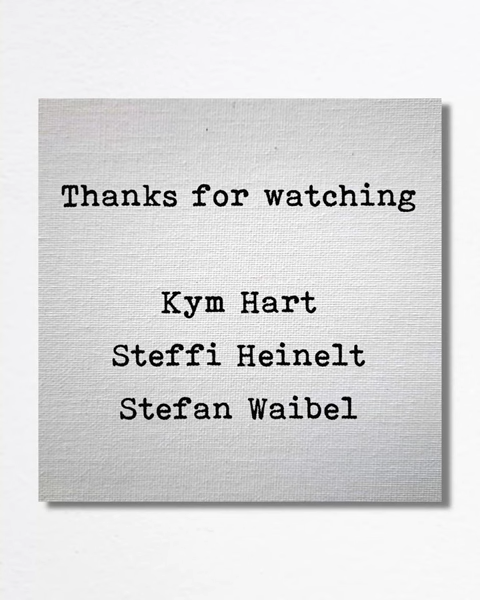 Thanks for watching
Kym Hart
Steffi Heinelt
Stefan Waibel